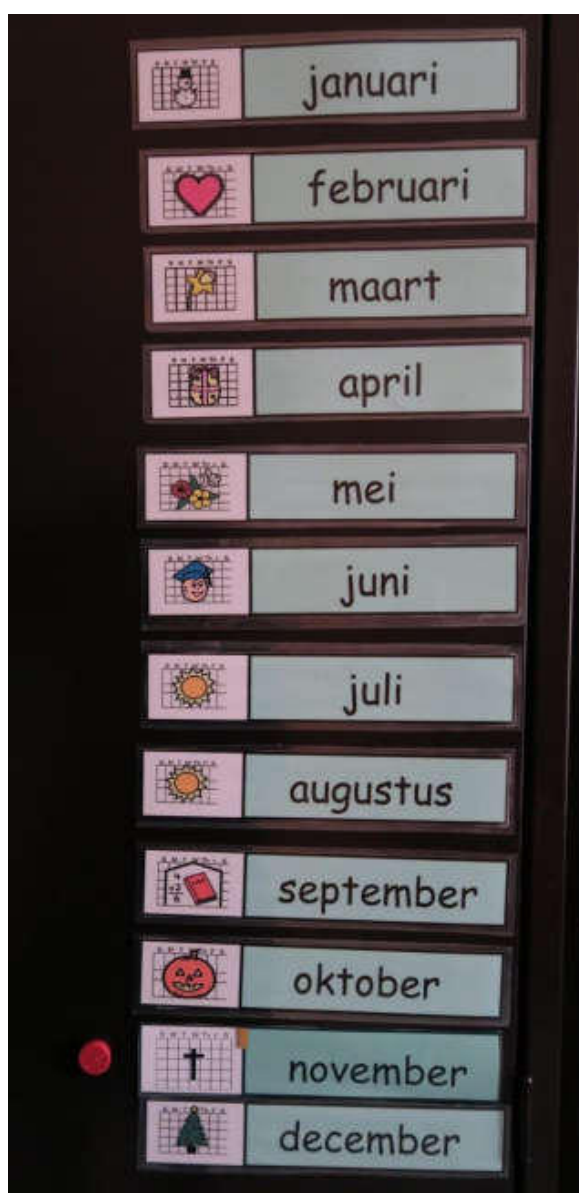 januari
februari
maart
april
mei
juni
juli
augustus
september
oktober
november
december